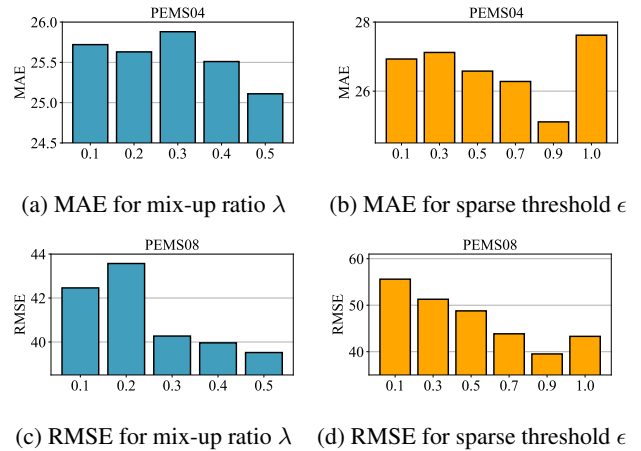 PEMS04
26.0
25.5
25.0
24.5
MAE
0.1 0.2 0.3 0.4 0.5
(a) MAE for mix-up ratio λ
PEMS04
28
26
MAE
0.1 0.3 0.5 0.7 0.9 1.0
(b) MAE for sparse threshold ϵ
PEMS08
44
42
40
RMSE
0.1 0.2 0.3 0.4 0.5
(c) RMSE for mix-up ratio λ
PEMS08
60
50
40
RMSE
0.1 0.3 0.5 0.7 0.9 1.0
(d) RMSE for sparse threshold ϵ